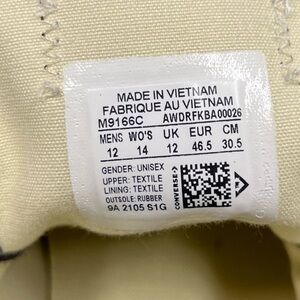 MADE IN VIETNAM
FABRIQUE AU VIETNAM
M9166C AWDRFKBA00026
MENS WO'S UK EUR CM
12 14 12 46.5 30.5
GENDER: UNISEX
UPPER: TEXTILE
LINING: TEXTILE
OUTSOLE: RUBBER
9A 2105 S1G
CONVERSE